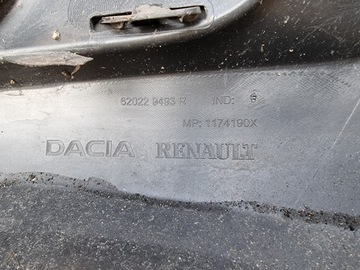 62022 9493 R IND:
MP: 1174190X
DACIA RENAULT